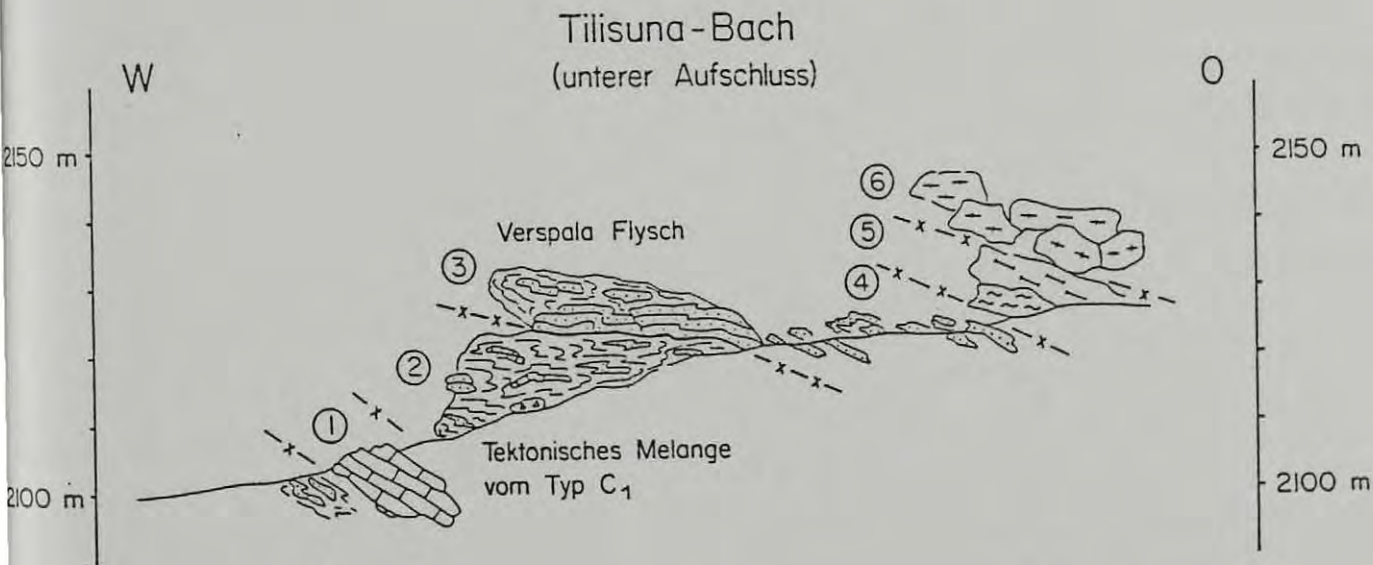 Tilisuna-Bach
(unterer Aufschluss)
W
O
2150 m
2150 m
6
5
Verspala Flysch
3
4
2
1
Tektonisches Melange
vom Typ C₁
2100 m
2100 m